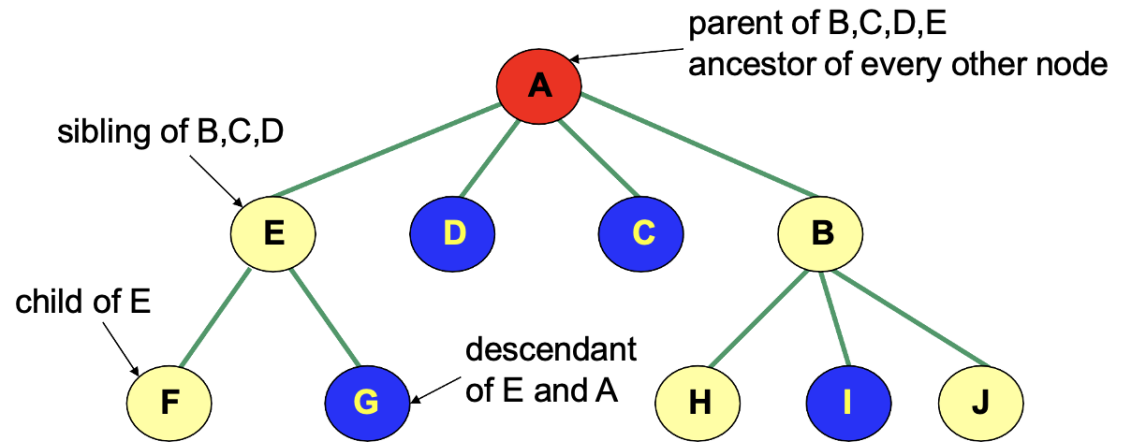 parent of B,C,D,E
ancestor of every other node
A
sibling of B,C,D
E
D
C
B
child of E
descendant
of E and A
F
G
H
I
J